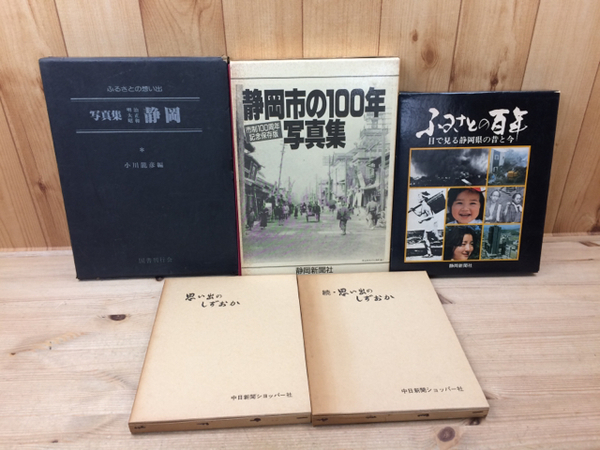 ふるさとの想い出
写真集 明治大正昭和 静岡
小川龍彦編
国書刊行会
静岡市の100年
市制100周年
記念保存版
写真集
静岡新聞社
ふるさとの百年
目で見る静岡県の昔と今
静岡新聞社
思い出の
しずおか
中日新聞ショッパー社
続・思い出の
しずおか
中日新聞ショッパー社